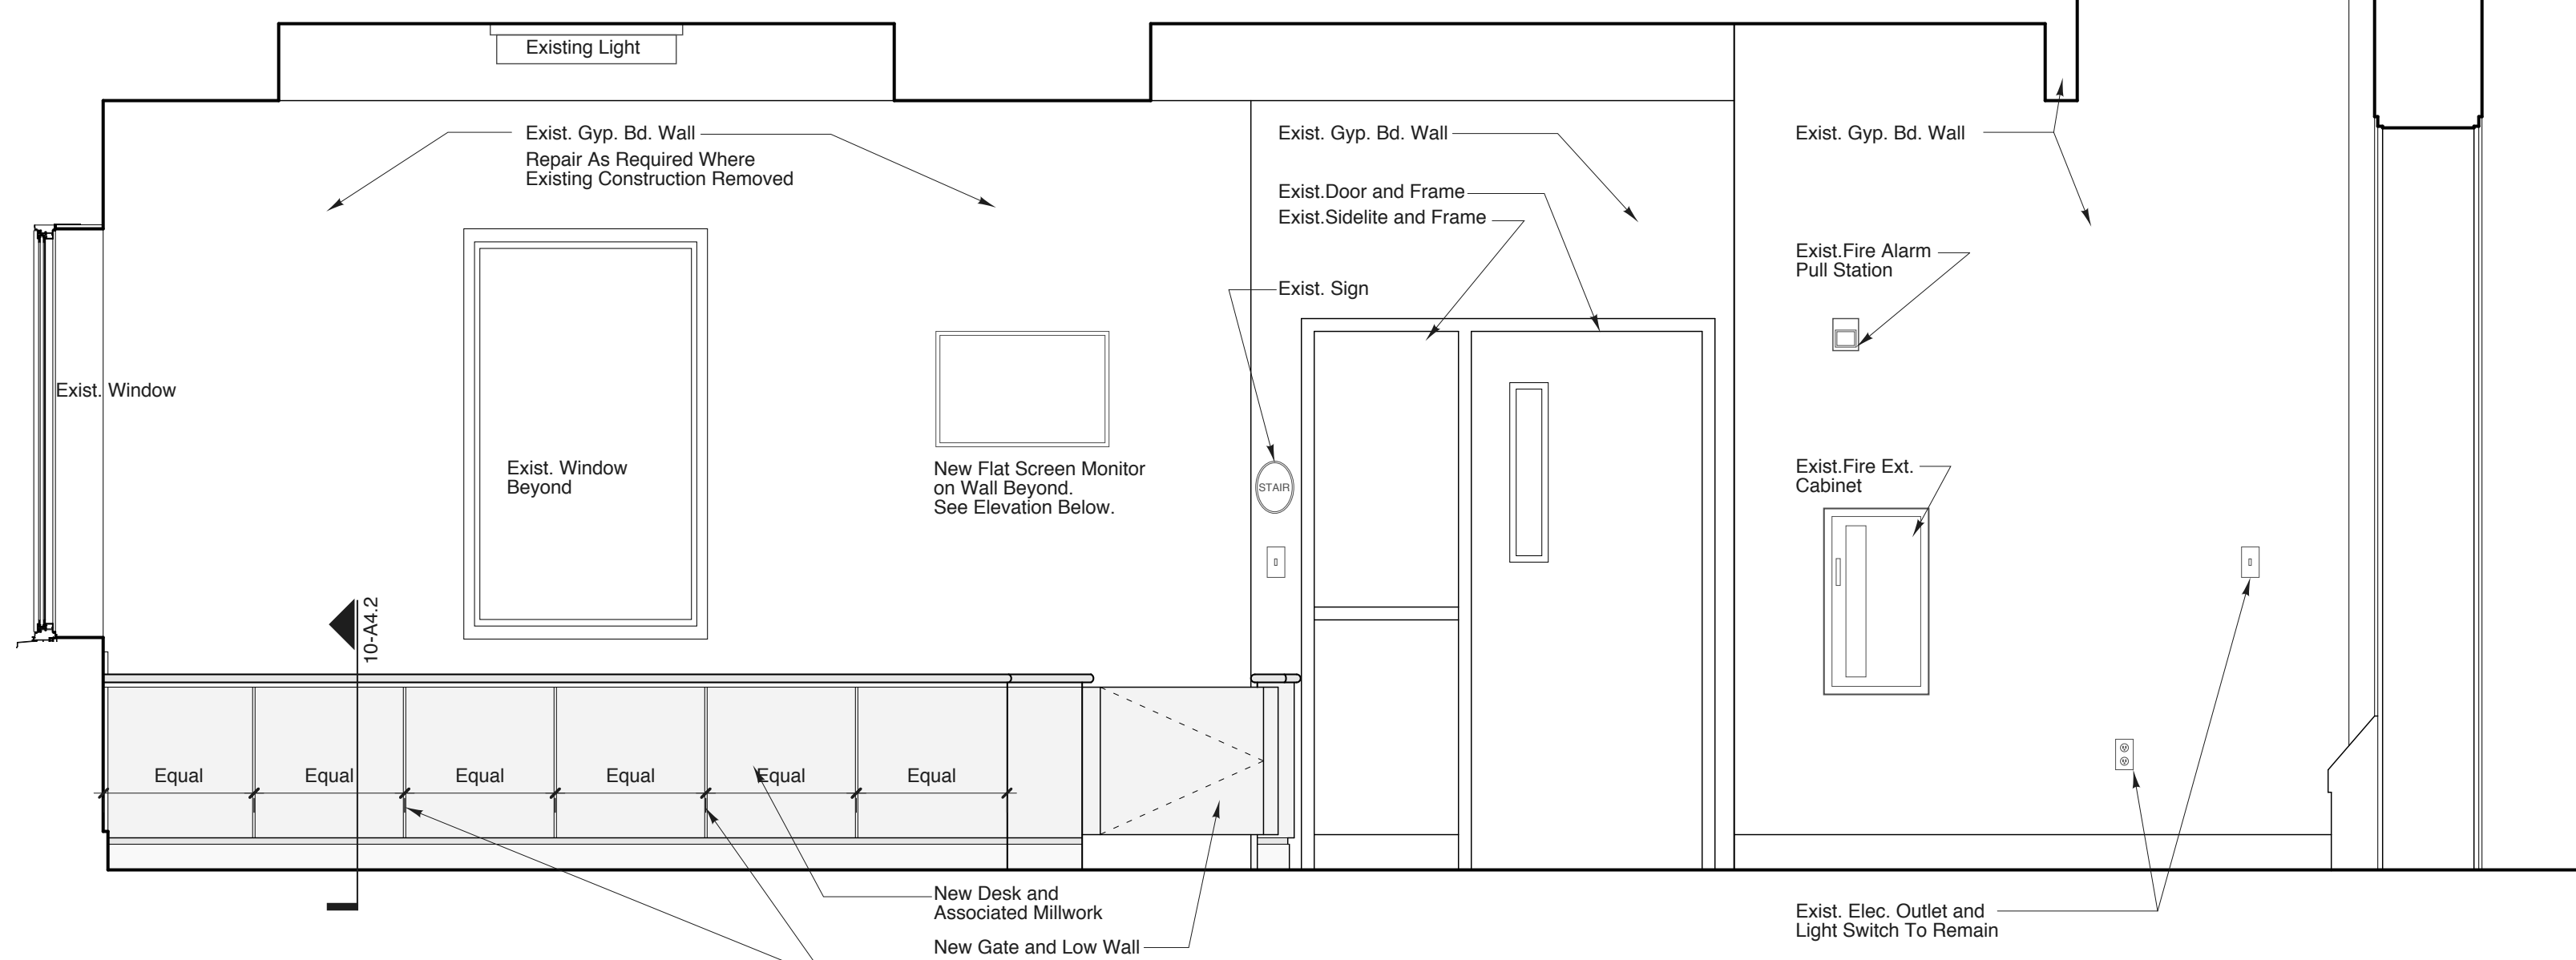 Existing Light
Exist. Gyp. Bd. Wall
Repair As Required Where
Existing Construction Removed
Exist. Gyp. Bd. Wall
Exist. Gyp. Bd. Wall
Exist.Door and Frame
Exist.Sidelite and Frame
Exist. Sign
Exist.Fire Alarm
Pull Station
Exist. Window
Exist. Window
Beyond
New Flat Screen Monitor
on Wall Beyond.
See Elevation Below.
STAIR
Exist.Fire Ext.
Cabinet
10-A4.2
Equal
Equal
Equal
Equal
Equal
Equal
New Desk and
Associated Millwork
New Gate and Low Wall
Exist. Elec. Outlet and
Light Switch To Remain